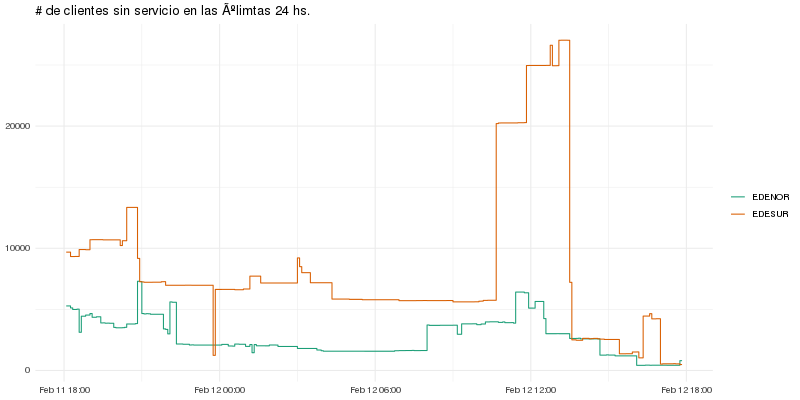 # de clientes sin servicio en las Ãºlimtas 24 hs.
20000
10000
0
Feb 11 18:00 Feb 12 00:00 Feb 12 06:00 Feb 12 12:00 Feb 12 18:00
EDENOR
EDESUR